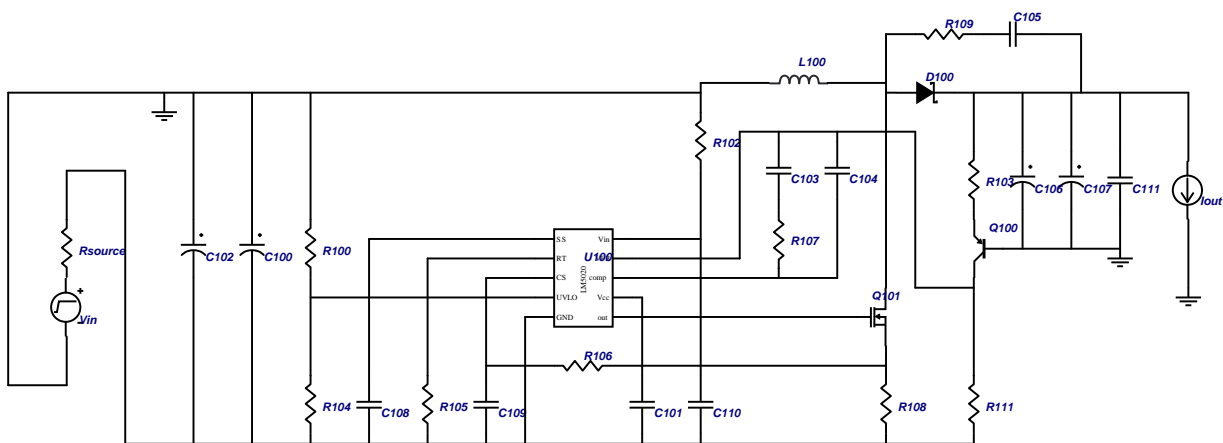 R109
C105
L100
D100
R102
C103
C104
R103
C106
C107
C111
Iout
Rsource
C102
C100
R100
SS
Vin
U100
LM5020
RT
R107
Q100
CS
comp
Vin
UVLO
Vcc
Q101
GND
out
R106
R104
C108
R105
C109
C101
C110
R108
R111